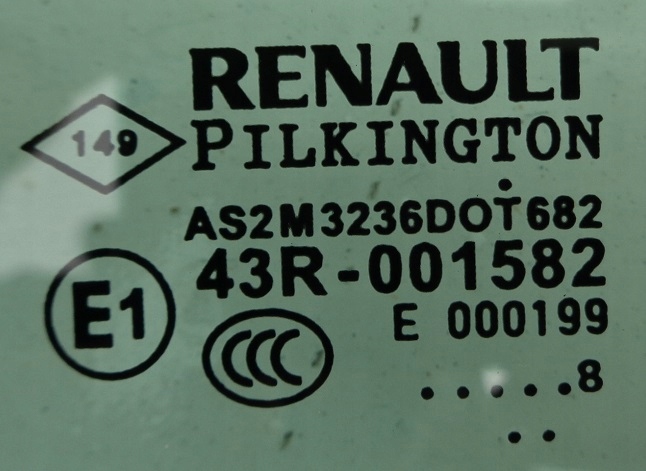 RENAULT
149
PILKINGTON
AS2M3236DOT682
43R-001582
E1
E 000199
CCC
.....8
..